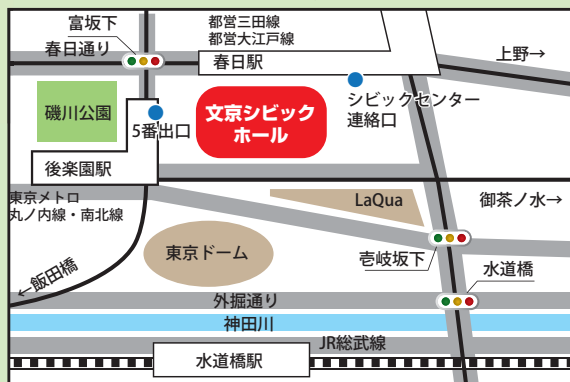 富坂下
都営三田線
都営大江戸線
春日通り
春日駅
上野→
磯川公園
5番出口
文京シビック
ホール
シビックセンター
連絡口
後楽園駅
東京メトロ
丸ノ内線・南北線
LaQua
御茶ノ水→
東京ドーム
壱岐坂下
水道橋
←飯田橋
外掘通り
神田川
JR総武線
水道橋駅